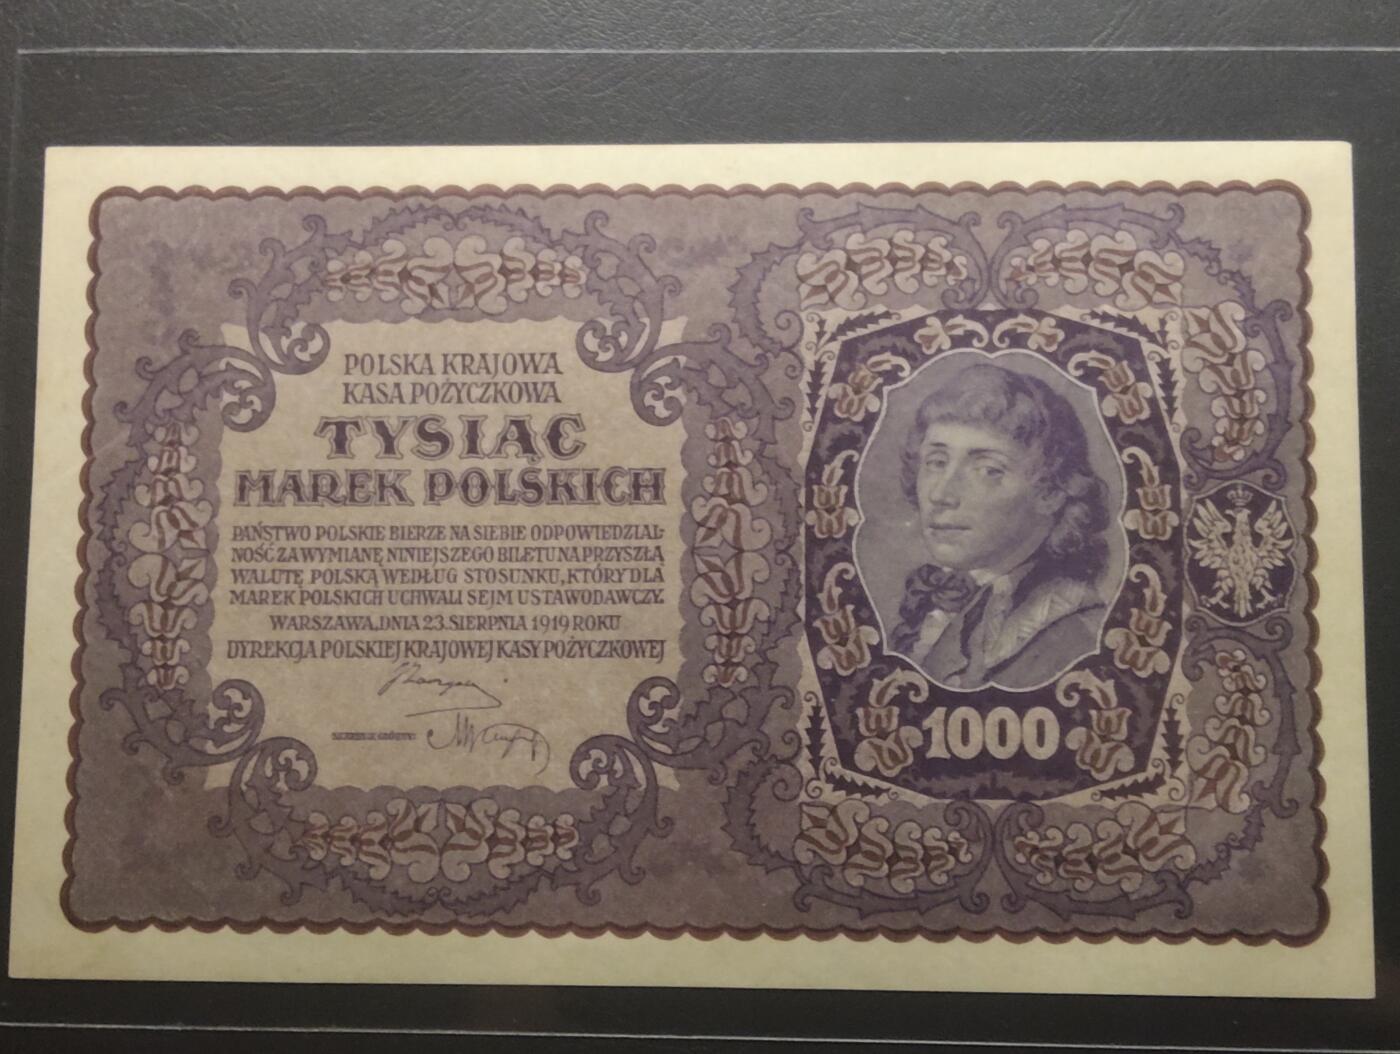 POLSKA KRAJOWA
KASA POŻYCZKOWA
TYSIĄC
MAREK POLSKICH
PAŃSTWO POLSKIE BIERZE NA SIEBIE ODPOWIEDZIAL-
NOŚĆ ZA WYMIANĘ NINIEJSZEGO BILETU NA PRZYSZŁĄ
WALUTĘ POLSKĄ WEDŁUG STOSUNKU, KTÓRY DLA
MAREK POLSKICH UCHWALI SEJM USTAWODAWCZY.
WARSZAWA, DNIA 23. SIERPNIA 1919 ROKU
DYREKCJA POLSKIEJ KRAJOWEJ KASY POŻYCZKOWEJ
SKARBNIK GŁÓWNY:
1000